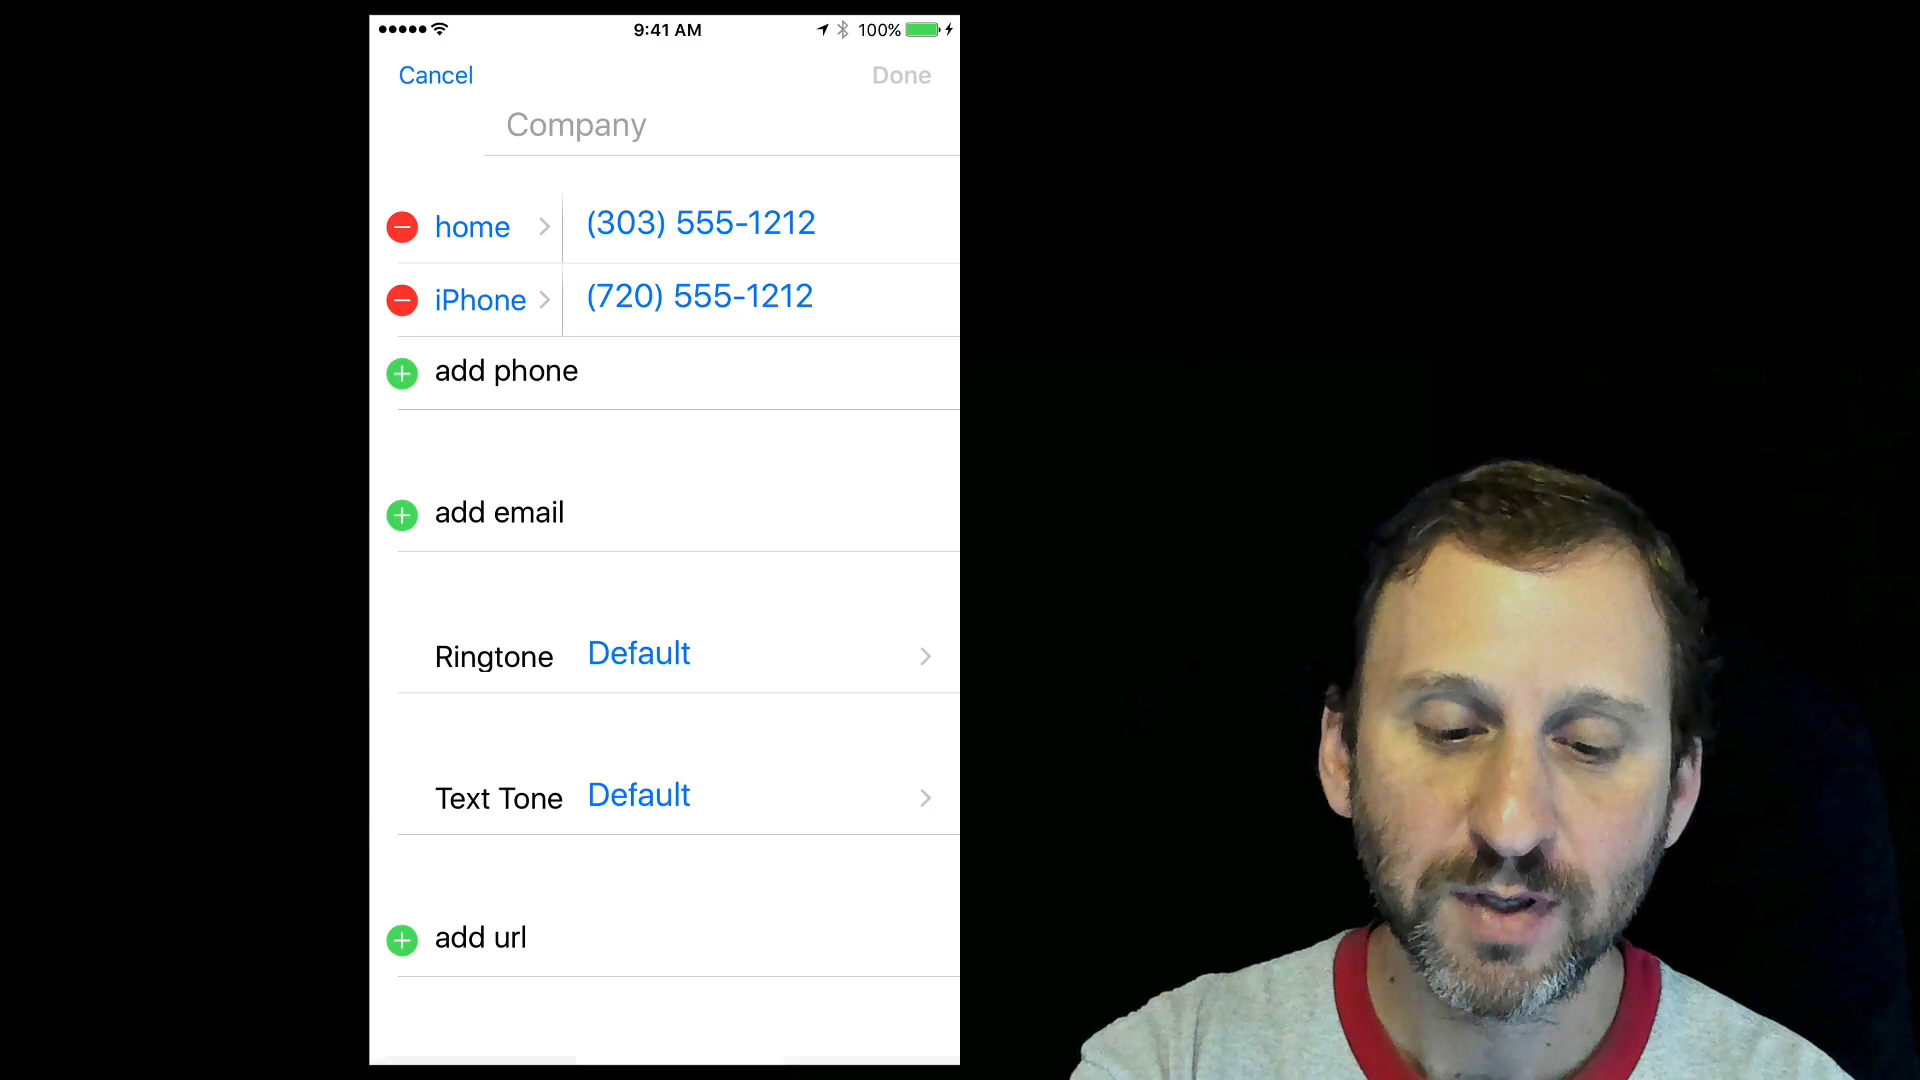 9:41 AM 100%
Cancel Done
Company
home (303) 555-1212
iPhone (720) 555-1212
add phone
add email
Ringtone Default
Text Tone Default
add url